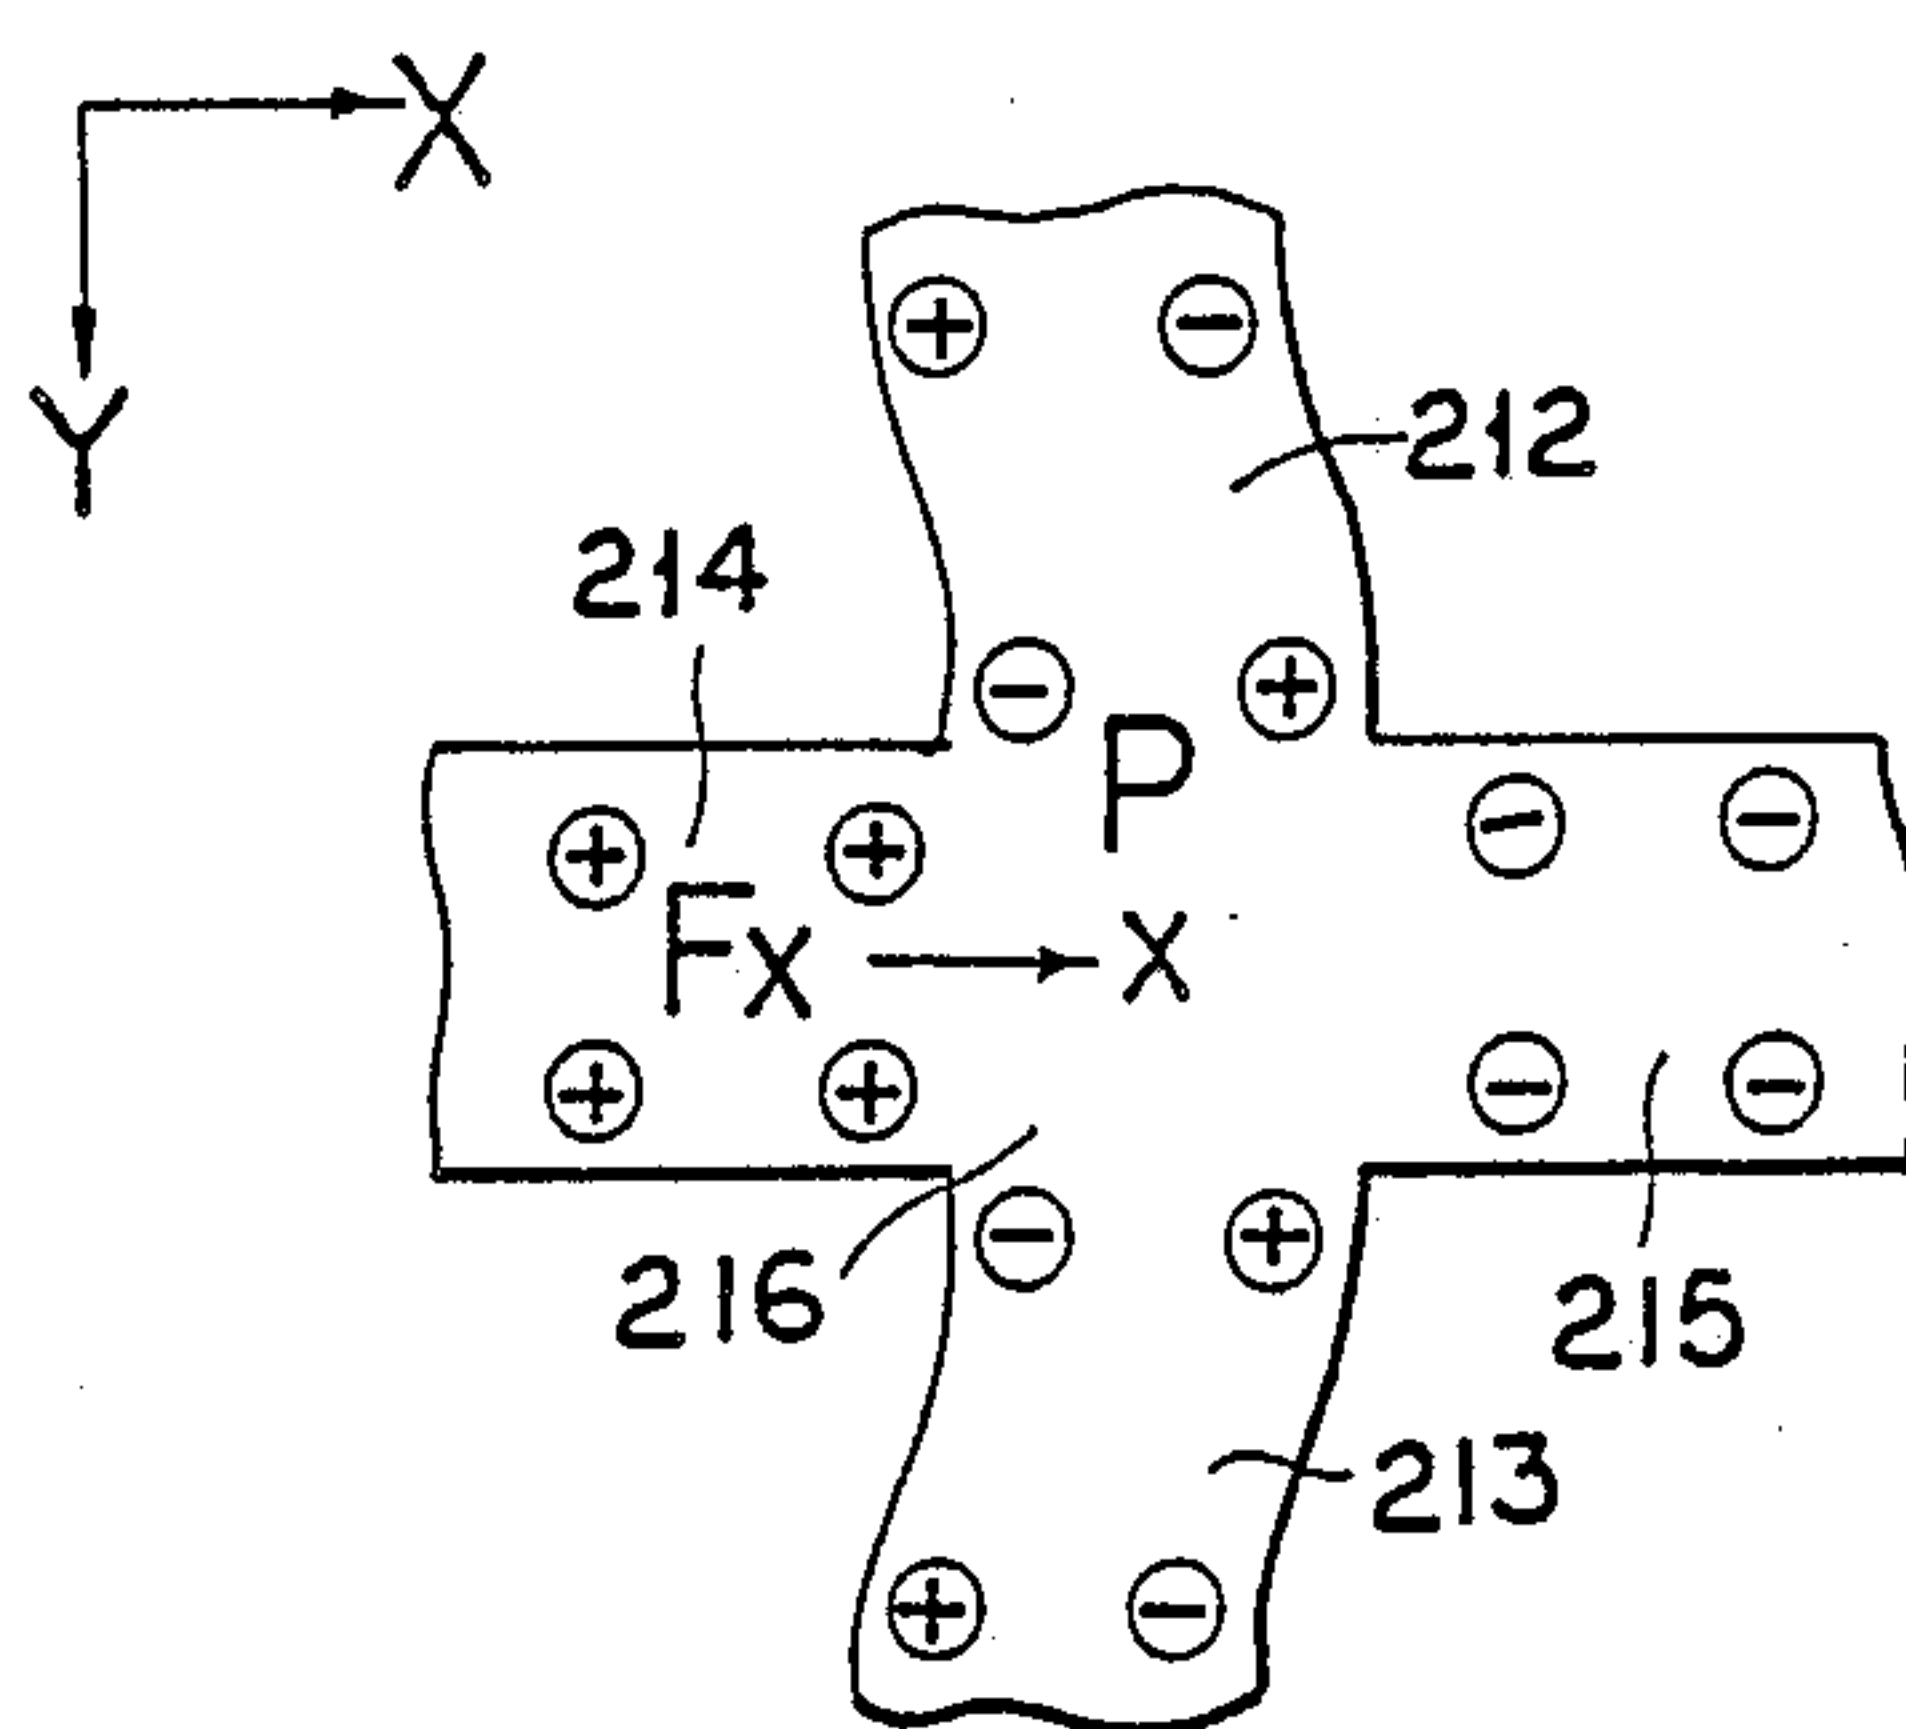 X
Y
+ −
212
214
− +
P
+ + − −
Fx → X
+ + − −
− +
216
215
213
+ −